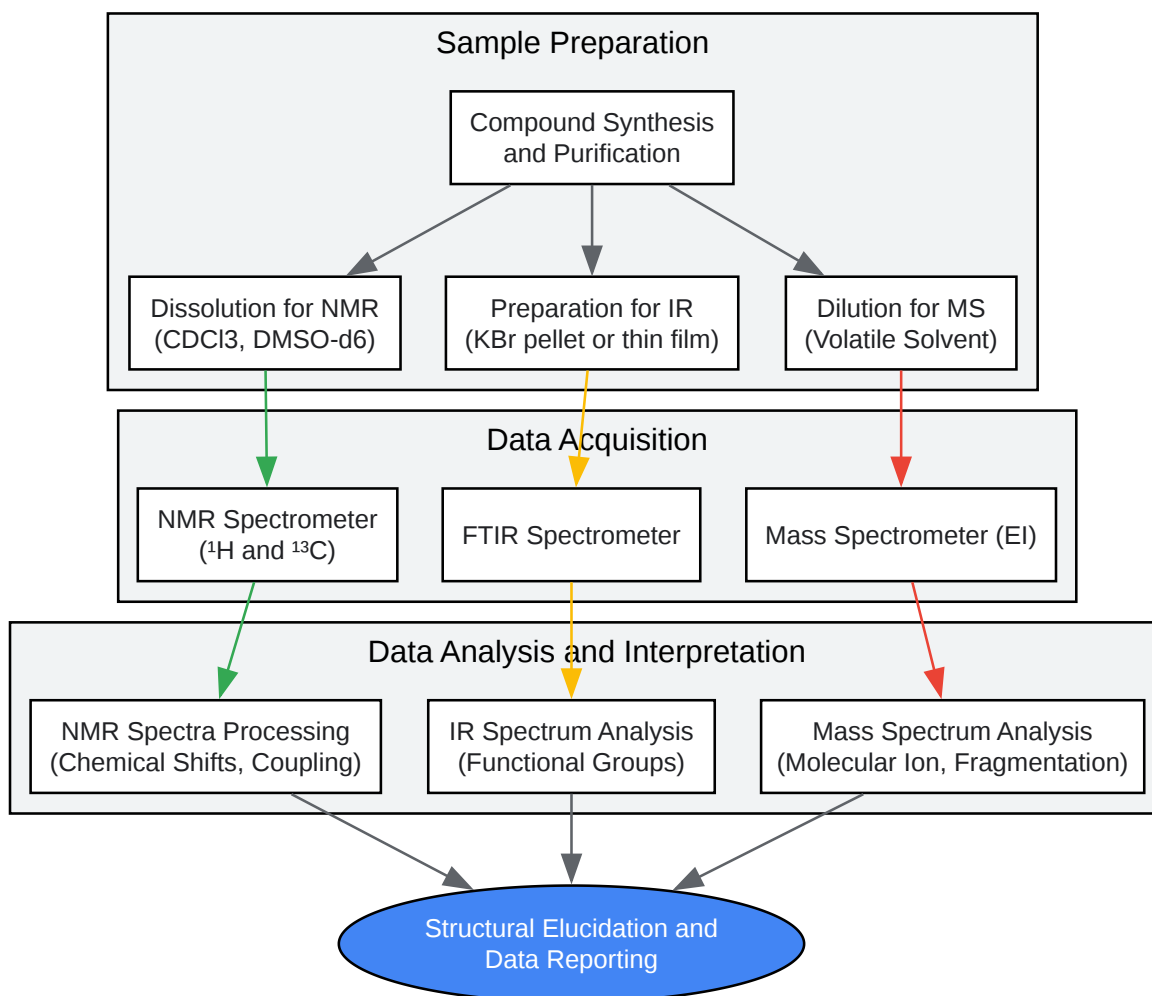 Sample Preparation
Compound Synthesis
and Purification
Dissolution for NMR
(CDCl3, DMSO-d6)
Preparation for IR
(KBr pellet or thin film)
Dilution for MS
(Volatile Solvent)
Data Acquisition
NMR Spectrometer
(¹H and ¹³C)
FTIR Spectrometer
Mass Spectrometer (EI)
Data Analysis and Interpretation
NMR Spectra Processing
(Chemical Shifts, Coupling)
IR Spectrum Analysis
(Functional Groups)
Mass Spectrum Analysis
(Molecular Ion, Fragmentation)
Structural Elucidation and
Data Reporting